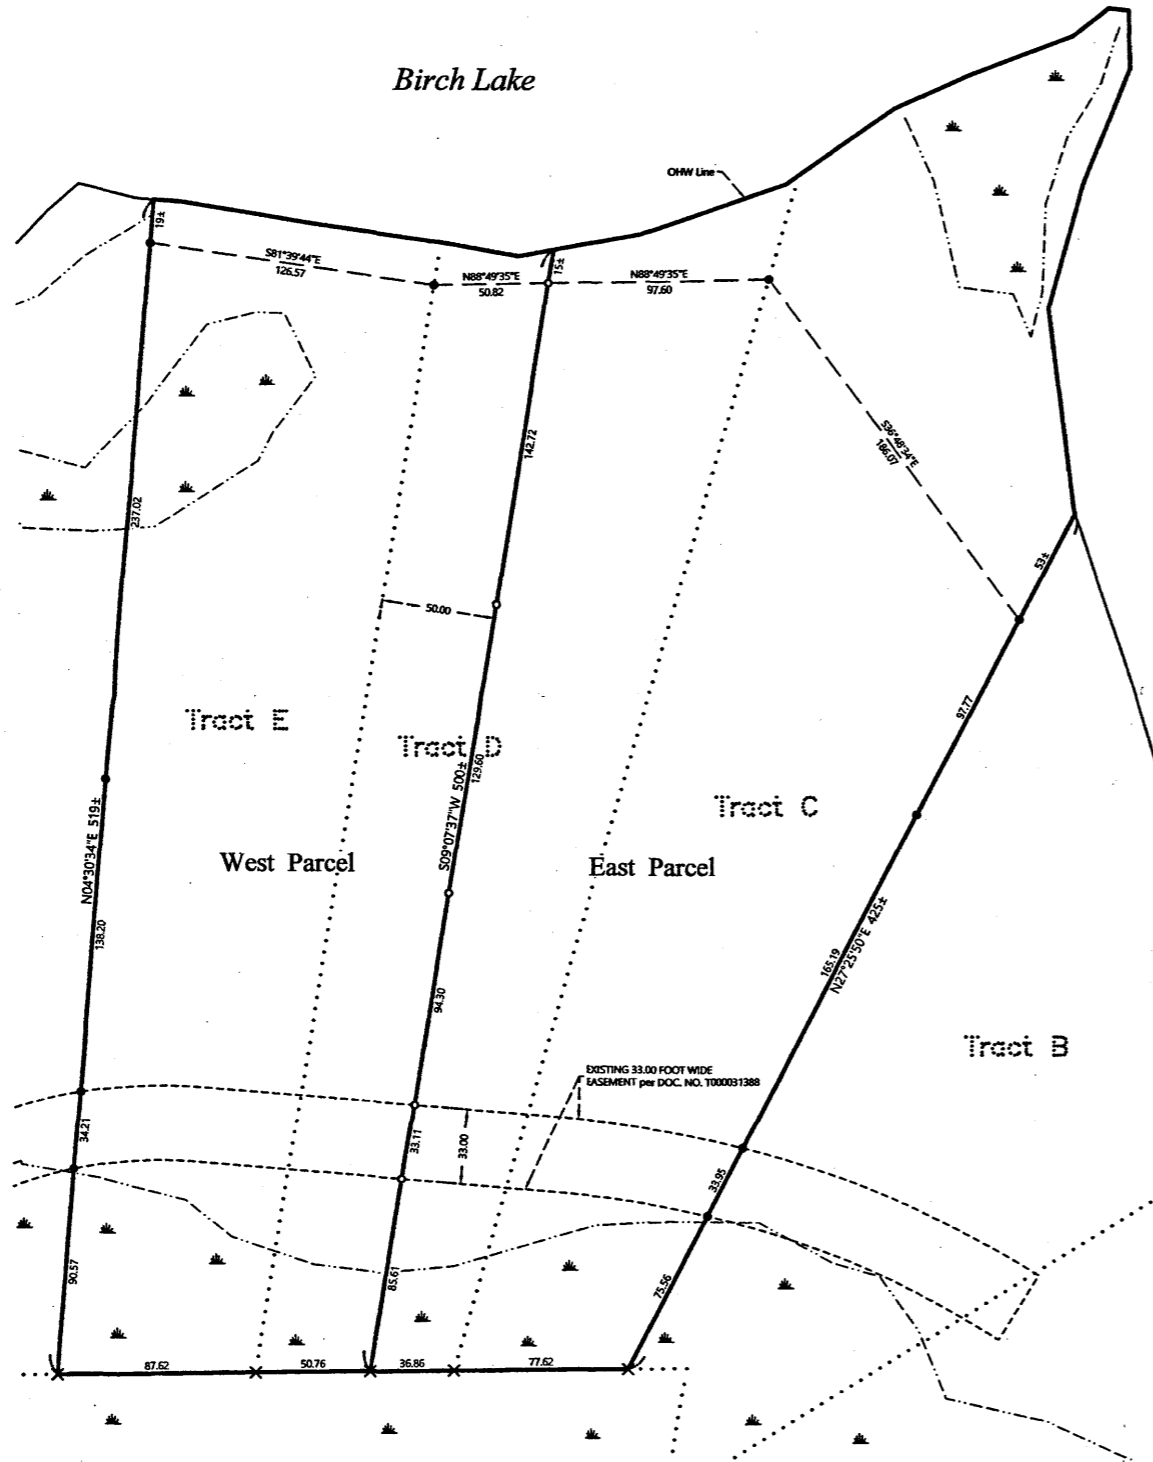 Birch Lake
OHW Line
19±
S81°39'44"E
126.57
N88°49'35"E
50.82
15±
N88°49'35"E
97.60
142.72
S36°48'34"E
186.07
237.02
53±
50.00
97.77
Tract E
Tract D
129.60
S09°07'37"W 500±
Tract C
N04°30'34"E 519±
West Parcel
East Parcel
138.20
165.19
N27°25'50"E 425±
94.30
Tract B
EXISTING 33.00 FOOT WIDE
EASEMENT per DOC. NO. T000031388
34.21
33.11
33.00
33.95
90.57
85.61
75.56
87.62
50.76
36.86
77.62